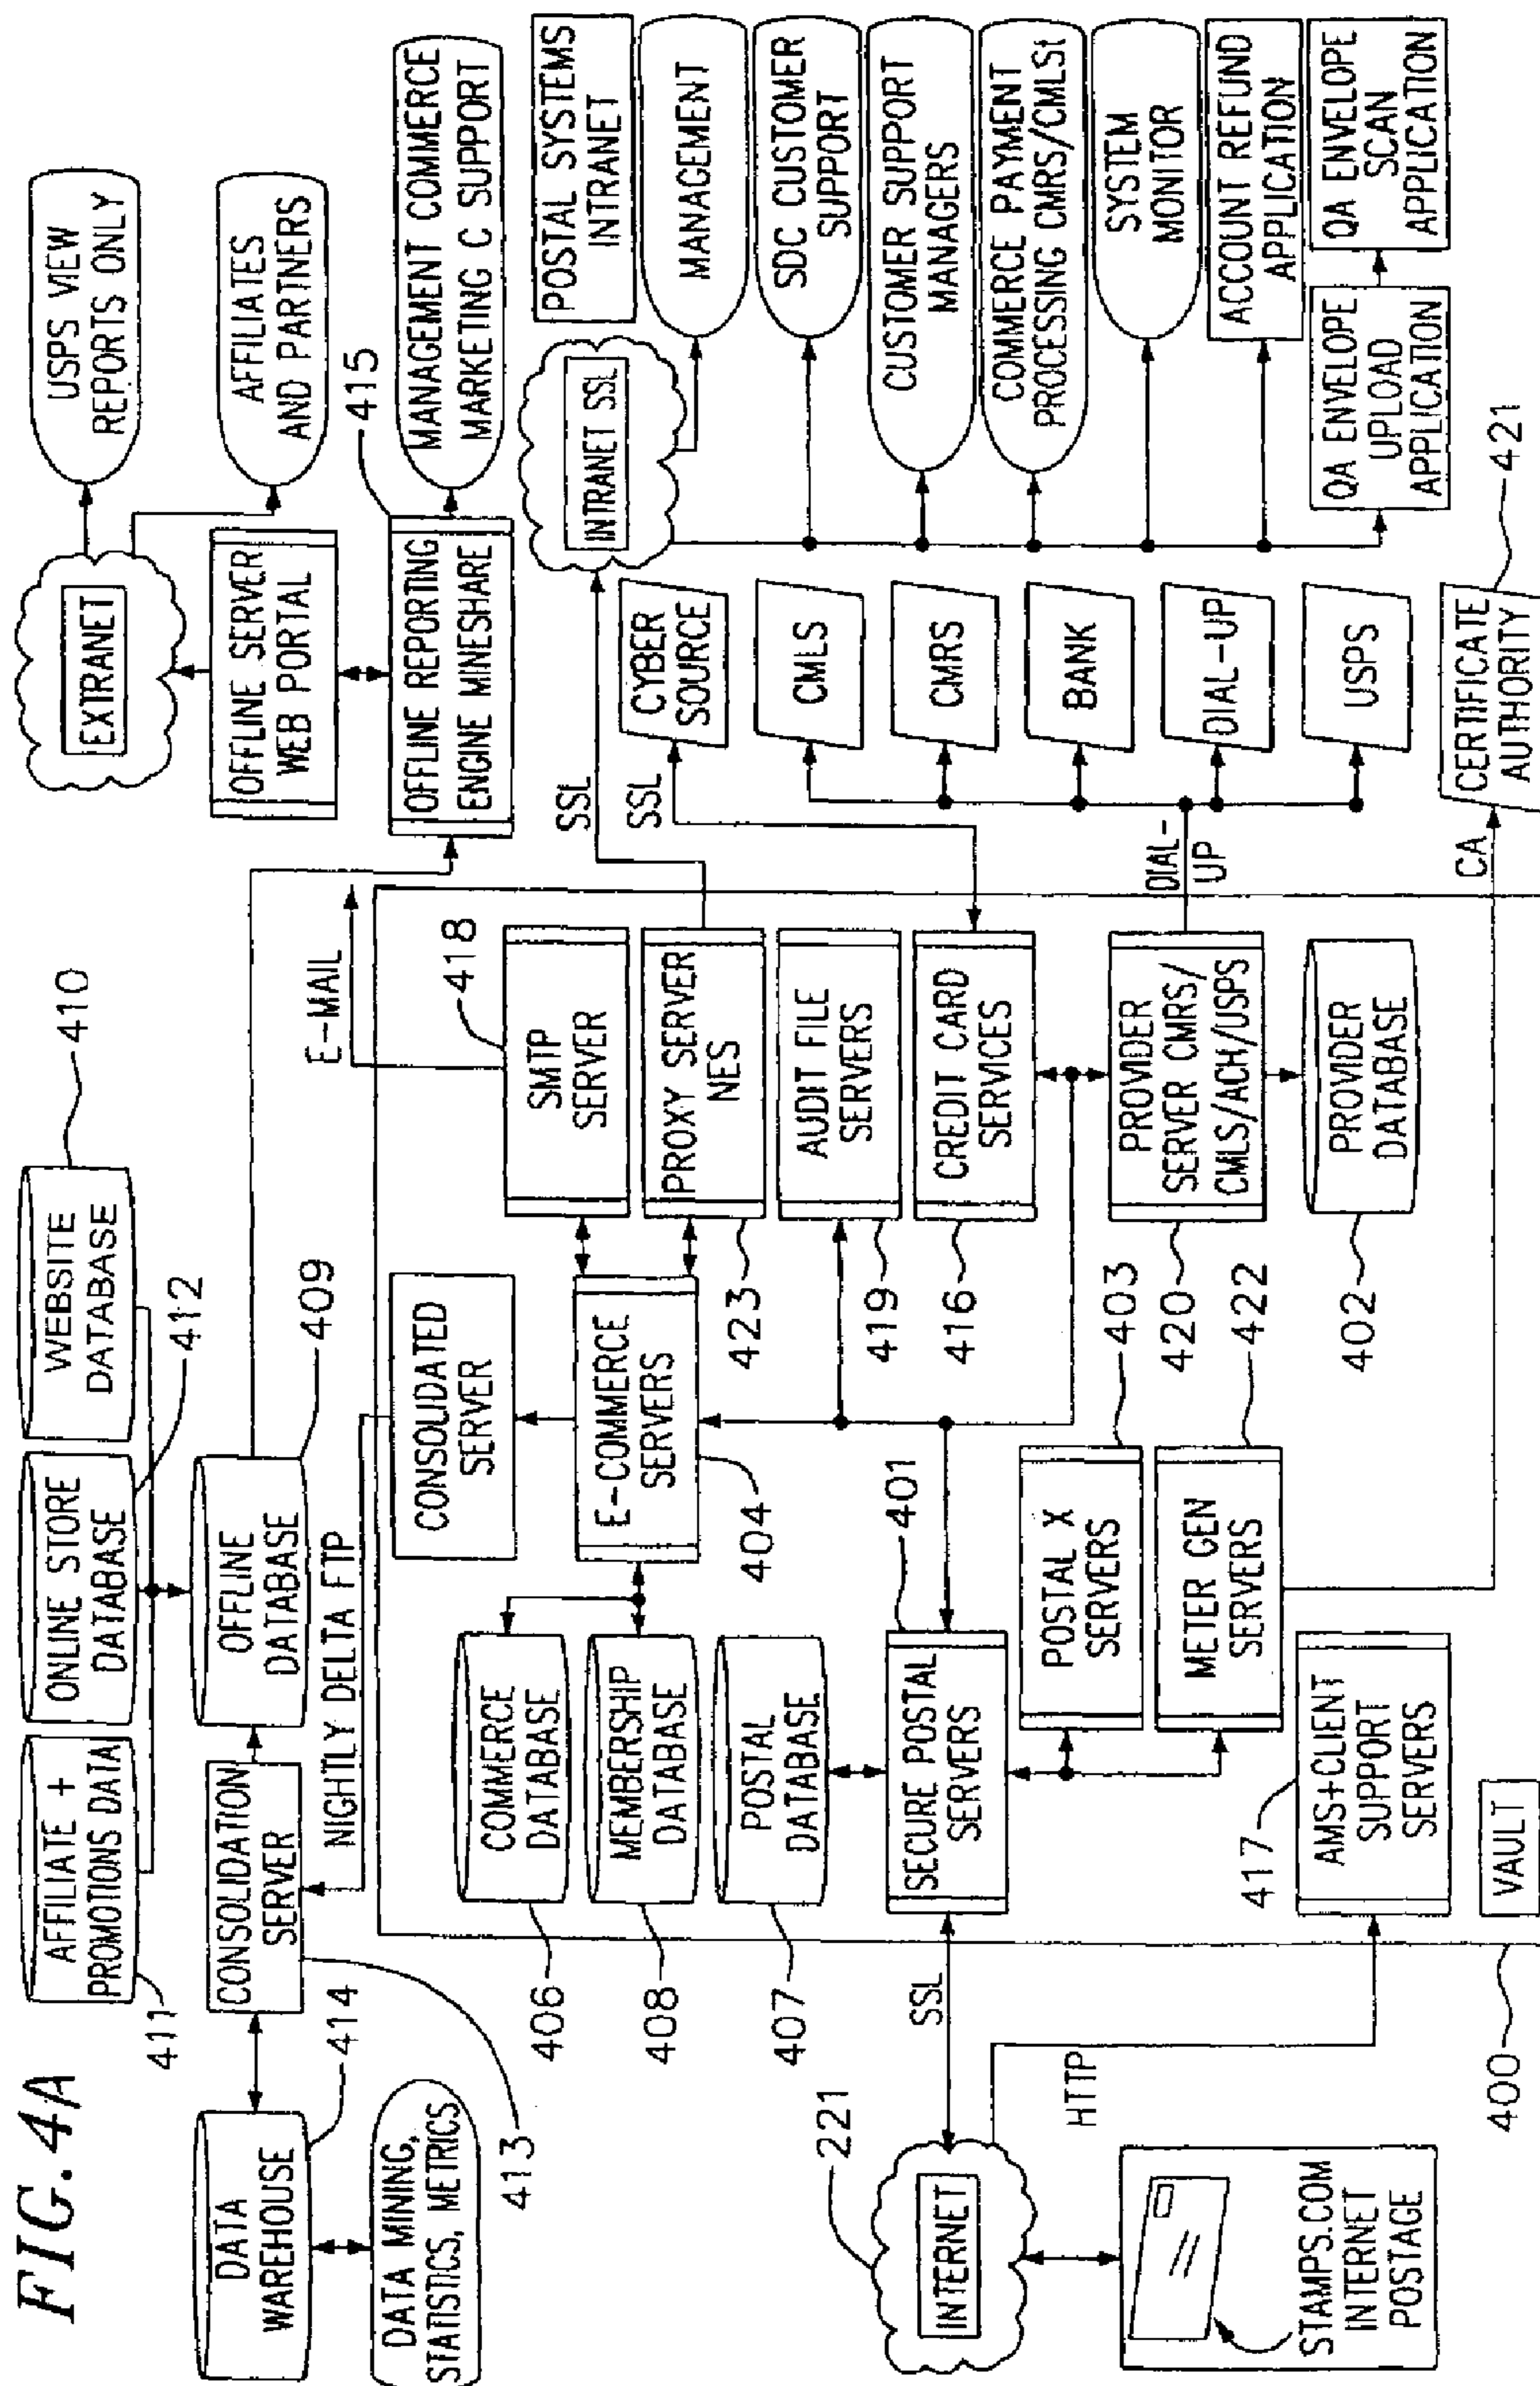 FIG. 4A
AFFILIATE +
PROMOTIONS DATA
411
ONLINE STORE
DATABASE
412
WEBSITE
DATABASE
410
DATA
WAREHOUSE
414
CONSOLIDATION
SERVER
413
OFFLINE
DATABASE
409
DATA MINING,
STATISTICS, METRICS
NIGHTLY DELTA FTP
E-MAIL
EXTRANET
USPS VIEW
REPORTS ONLY
AFFILIATES
AND PARTNERS
OFFLINE SERVER
WEB PORTAL
415
OFFLINE REPORTING
ENGINE MINESHARE
MANAGEMENT COMMERCE
MARKETING C SUPPORT
CONSOLIDATED
SERVER
SMTP
SERVER
418
COMMERCE
DATABASE
406
E-COMMERCE
SERVERS
404
PROXY SERVER
NES
423
MEMBERSHIP
DATABASE
408
POSTAL
DATABASE
407
AUDIT FILE
SERVERS
419
CREDIT CARD
SERVICES
416
SECURE POSTAL
SERVERS
401
POSTAL X
SERVERS
403
METER GEN
SERVERS
422
PROVIDER
SERVER CMRS/
CMLS/ACH/USPS
420
PROVIDER
DATABASE
402
AMS+CLIENT
SUPPORT
SERVERS
417
VAULT
400
221
INTERNET
SSL
HTTP
STAMPS.COM
INTERNET
POSTAGE
SSL
SSL
DIAL-
UP
CA
CYBER
SOURCE
CMLS
CMRS
BANK
DIAL-UP
USPS
CERTIFICATE
AUTHORITY
421
INTRANET SSL
POSTAL SYSTEMS
INTRANET
MANAGEMENT
SDC CUSTOMER
SUPPORT
CUSTOMER SUPPORT
MANAGERS
COMMERCE PAYMENT
PROCESSING CMRS/CMLSt
SYSTEM
MONITOR
ACCOUNT REFUND
APPLICATION
QA ENVELOPE
UPLOAD
APPLICATION
QA ENVELOPE
SCAN
APPLICATION